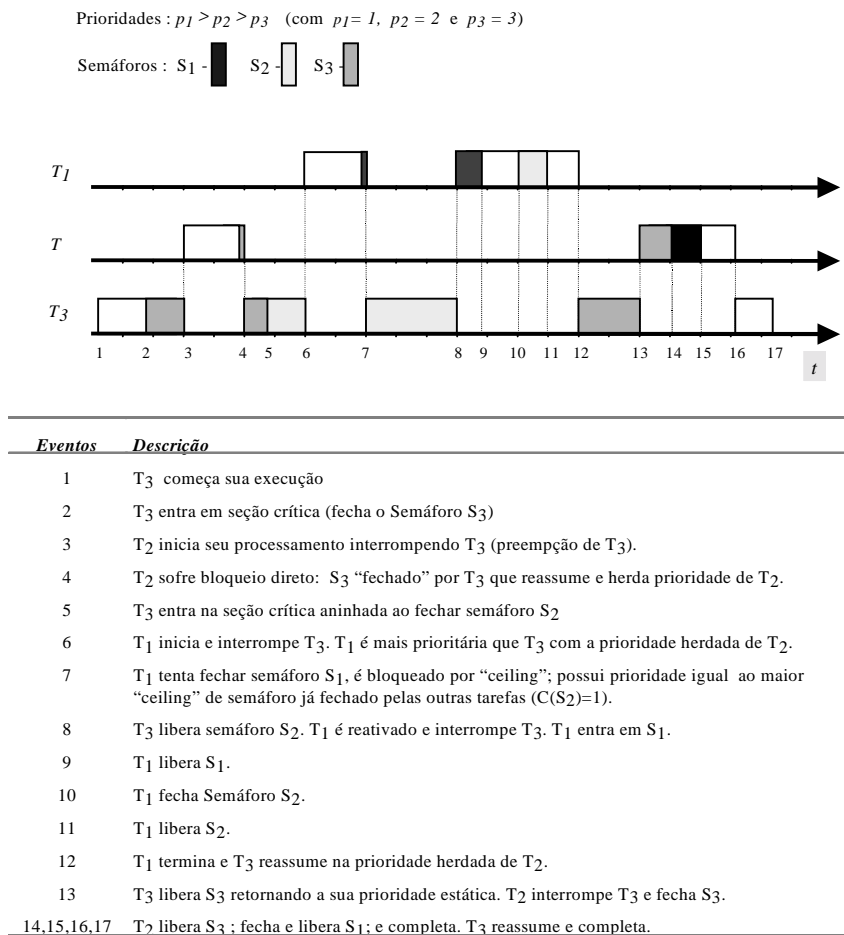 Prioridades : p1 > p2 > p3 (com p1= 1, p2 = 2 e p3 = 3)
Semáforos : S1 - S2 - S3 -
T1
T
T3
1 2 3 4 5 6 7 8 9 10 11 12 13 14 15 16 17
t
Eventos Descrição
1 T3 começa sua execução
2 T3 entra em seção crítica (fecha o Semáforo S3)
3 T2 inicia seu processamento interrompendo T3 (preempção de T3).
4 T2 sofre bloqueio direto: S3 “fechado” por T3 que reassume e herda prioridade de T2.
5 T3 entra na seção crítica aninhada ao fechar semáforo S2
6 T1 inicia e interrompe T3. T1 é mais prioritária que T3 com a prioridade herdada de T2.
7 T1 tenta fechar semáforo S1, é bloqueado por “ceiling”; possui prioridade igual ao maior
“ceiling” de semáforo já fechado pelas outras tarefas (C(S2)=1).
8 T3 libera semáforo S2. T1 é reativado e interrompe T3. T1 entra em S1.
9 T1 libera S1.
10 T1 fecha Semáforo S2.
11 T1 libera S2.
12 T1 termina e T3 reassume na prioridade herdada de T2.
13 T3 libera S3 retornando a sua prioridade estática. T2 interrompe T3 e fecha S3.
14,15,16,17 T2 libera S3 ; fecha e libera S1; e completa. T3 reassume e completa.